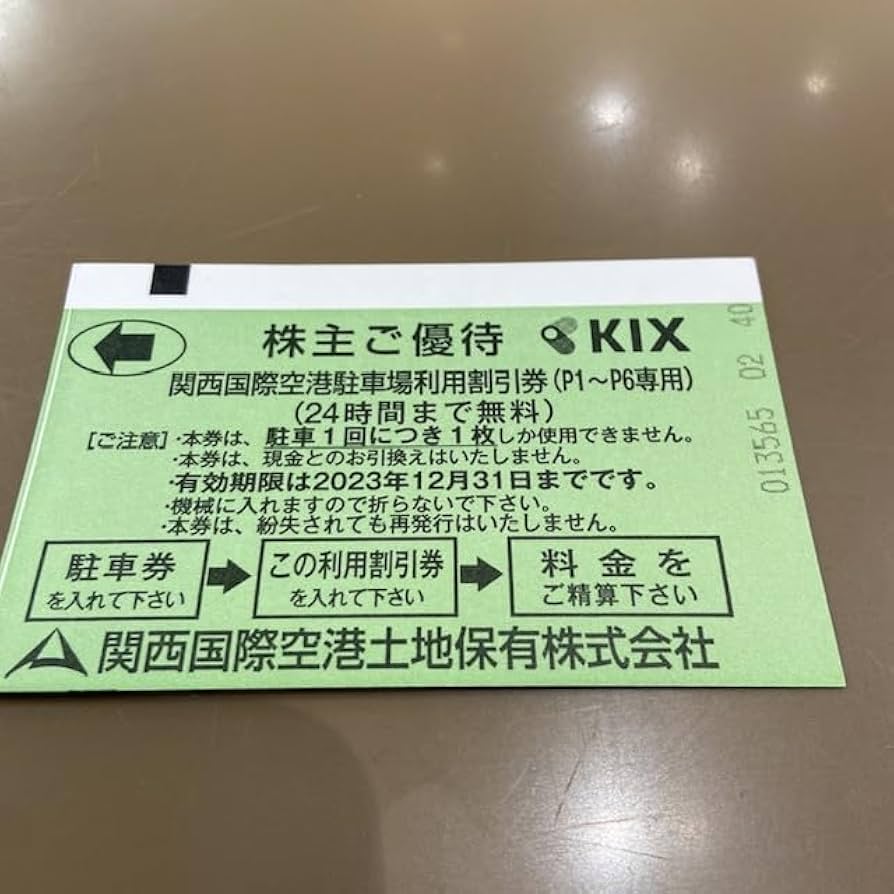 株主ご優待 KIX
関西国際空港駐車場利用割引券(P1～P6専用)
(24時間まで無料)
[ご注意]・本券は、駐車1回につき1枚しか使用できません。
・本券は、現金とのお引換えはいたしません。
・有効期限は2023年12月31日までです。
・機械に入れますので折らないで下さい。
・本券は、紛失されても再発行はいたしません。
駐車券 この利用割引券 料金を
を入れて下さい を入れて下さい ご精算下さい
関西国際空港土地保有株式会社
013565 02 40